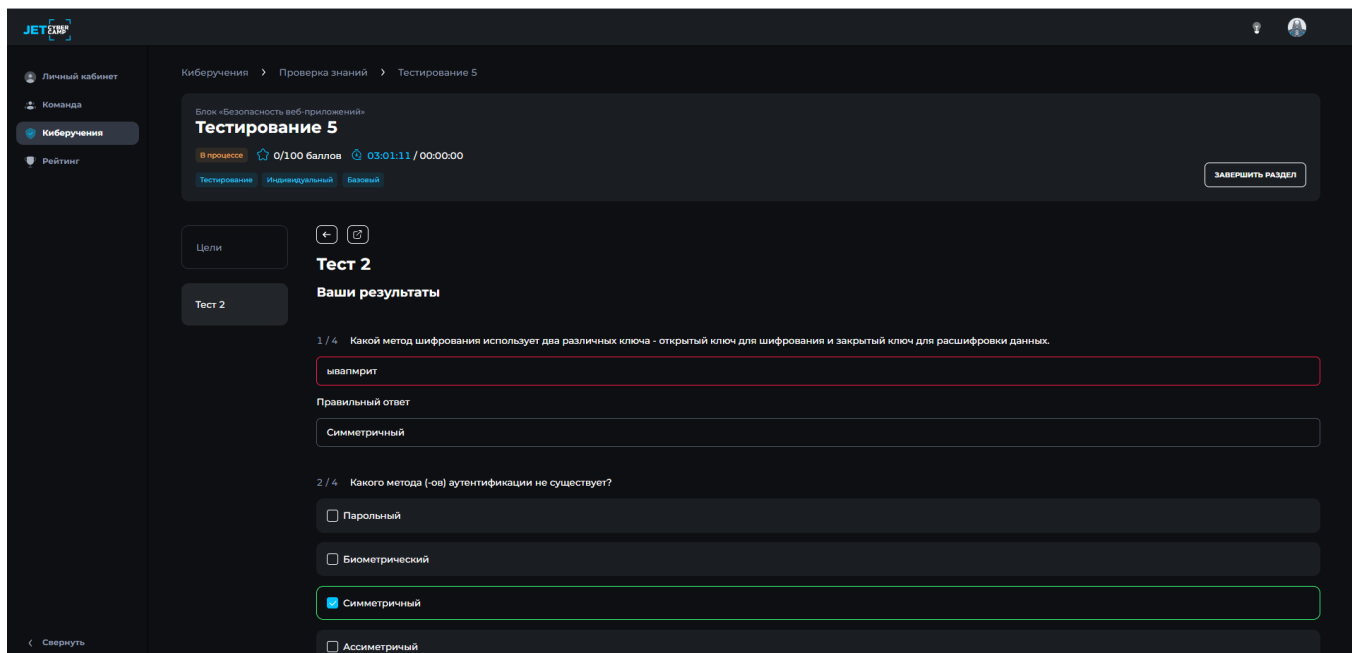 JET CYBER CAMP
Личный кабинет
Команда
Киберучения
Рейтинг
Свернуть
Киберучения > Проверка знаний > Тестирование 5
Блок «Безопасность веб-приложений»
Тестирование 5
В процессе 0/100 баллов 03:01:11 / 00:00:00
Тестирование Индивидуальный Базовый
ЗАВЕРШИТЬ РАЗДЕЛ
Цели
Тест 2
Тест 2
Ваши результаты
1 / 4 Какой метод шифрования использует два различных ключа - открытый ключ для шифрования и закрытый ключ для расшифровки данных.
ывапмрит
Правильный ответ
Симметричный
2 / 4 Какого метода (-ов) аутентификации не существует?
Парольный
Биометрический
Симметричный
Ассиметричый